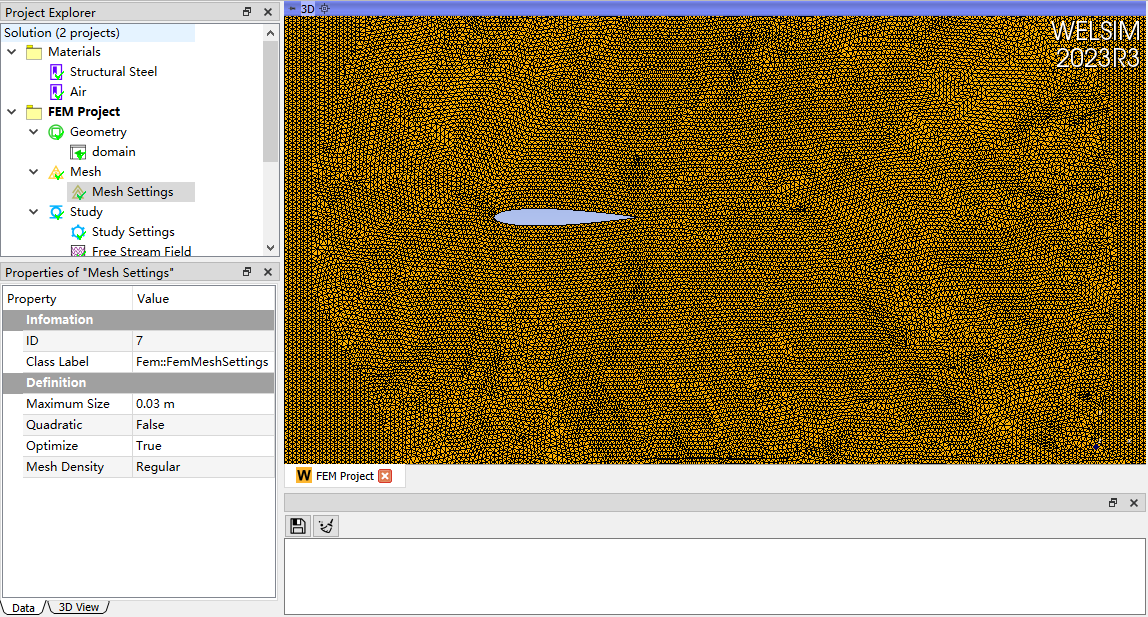 Project Explorer
Solution (2 projects)
Materials
Structural Steel
Air
FEM Project
Geometry
domain
Mesh
Mesh Settings
Study
Study Settings
Free Stream Field
Properties of "Mesh Settings"
Property Value
Infomation
ID 7
Class Label Fem::FemMeshSettings
Definition
Maximum Size 0.03 m
Quadratic False
Optimize True
Mesh Density Regular
Data 3D View
3D
WELSIM
2023R3
W FEM Project